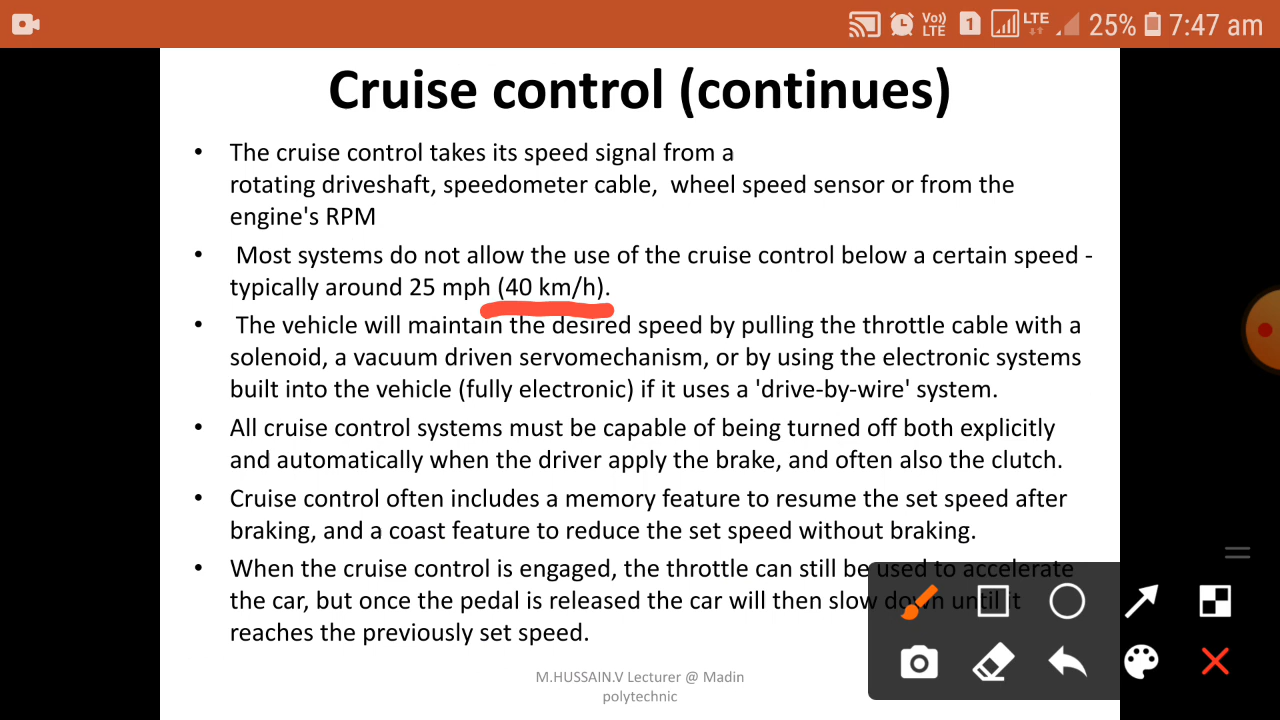 Vo)) LTE 1 LTE 25% 7:47 am
Cruise control (continues)
• The cruise control takes its speed signal from a
rotating driveshaft, speedometer cable, wheel speed sensor or from the
engine's RPM
• Most systems do not allow the use of the cruise control below a certain speed -
typically around 25 mph (40 km/h).
• The vehicle will maintain the desired speed by pulling the throttle cable with a
solenoid, a vacuum driven servomechanism, or by using the electronic systems
built into the vehicle (fully electronic) if it uses a 'drive-by-wire' system.
• All cruise control systems must be capable of being turned off both explicitly
and automatically when the driver apply the brake, and often also the clutch.
• Cruise control often includes a memory feature to resume the set speed after
braking, and a coast feature to reduce the set speed without braking.
• When the cruise control is engaged, the throttle can still be used to accelerate
the car, but once the pedal is released the car will then slow down until it
reaches the previously set speed.
M.HUSSAIN.V Lecturer @ Madin
polytechnic